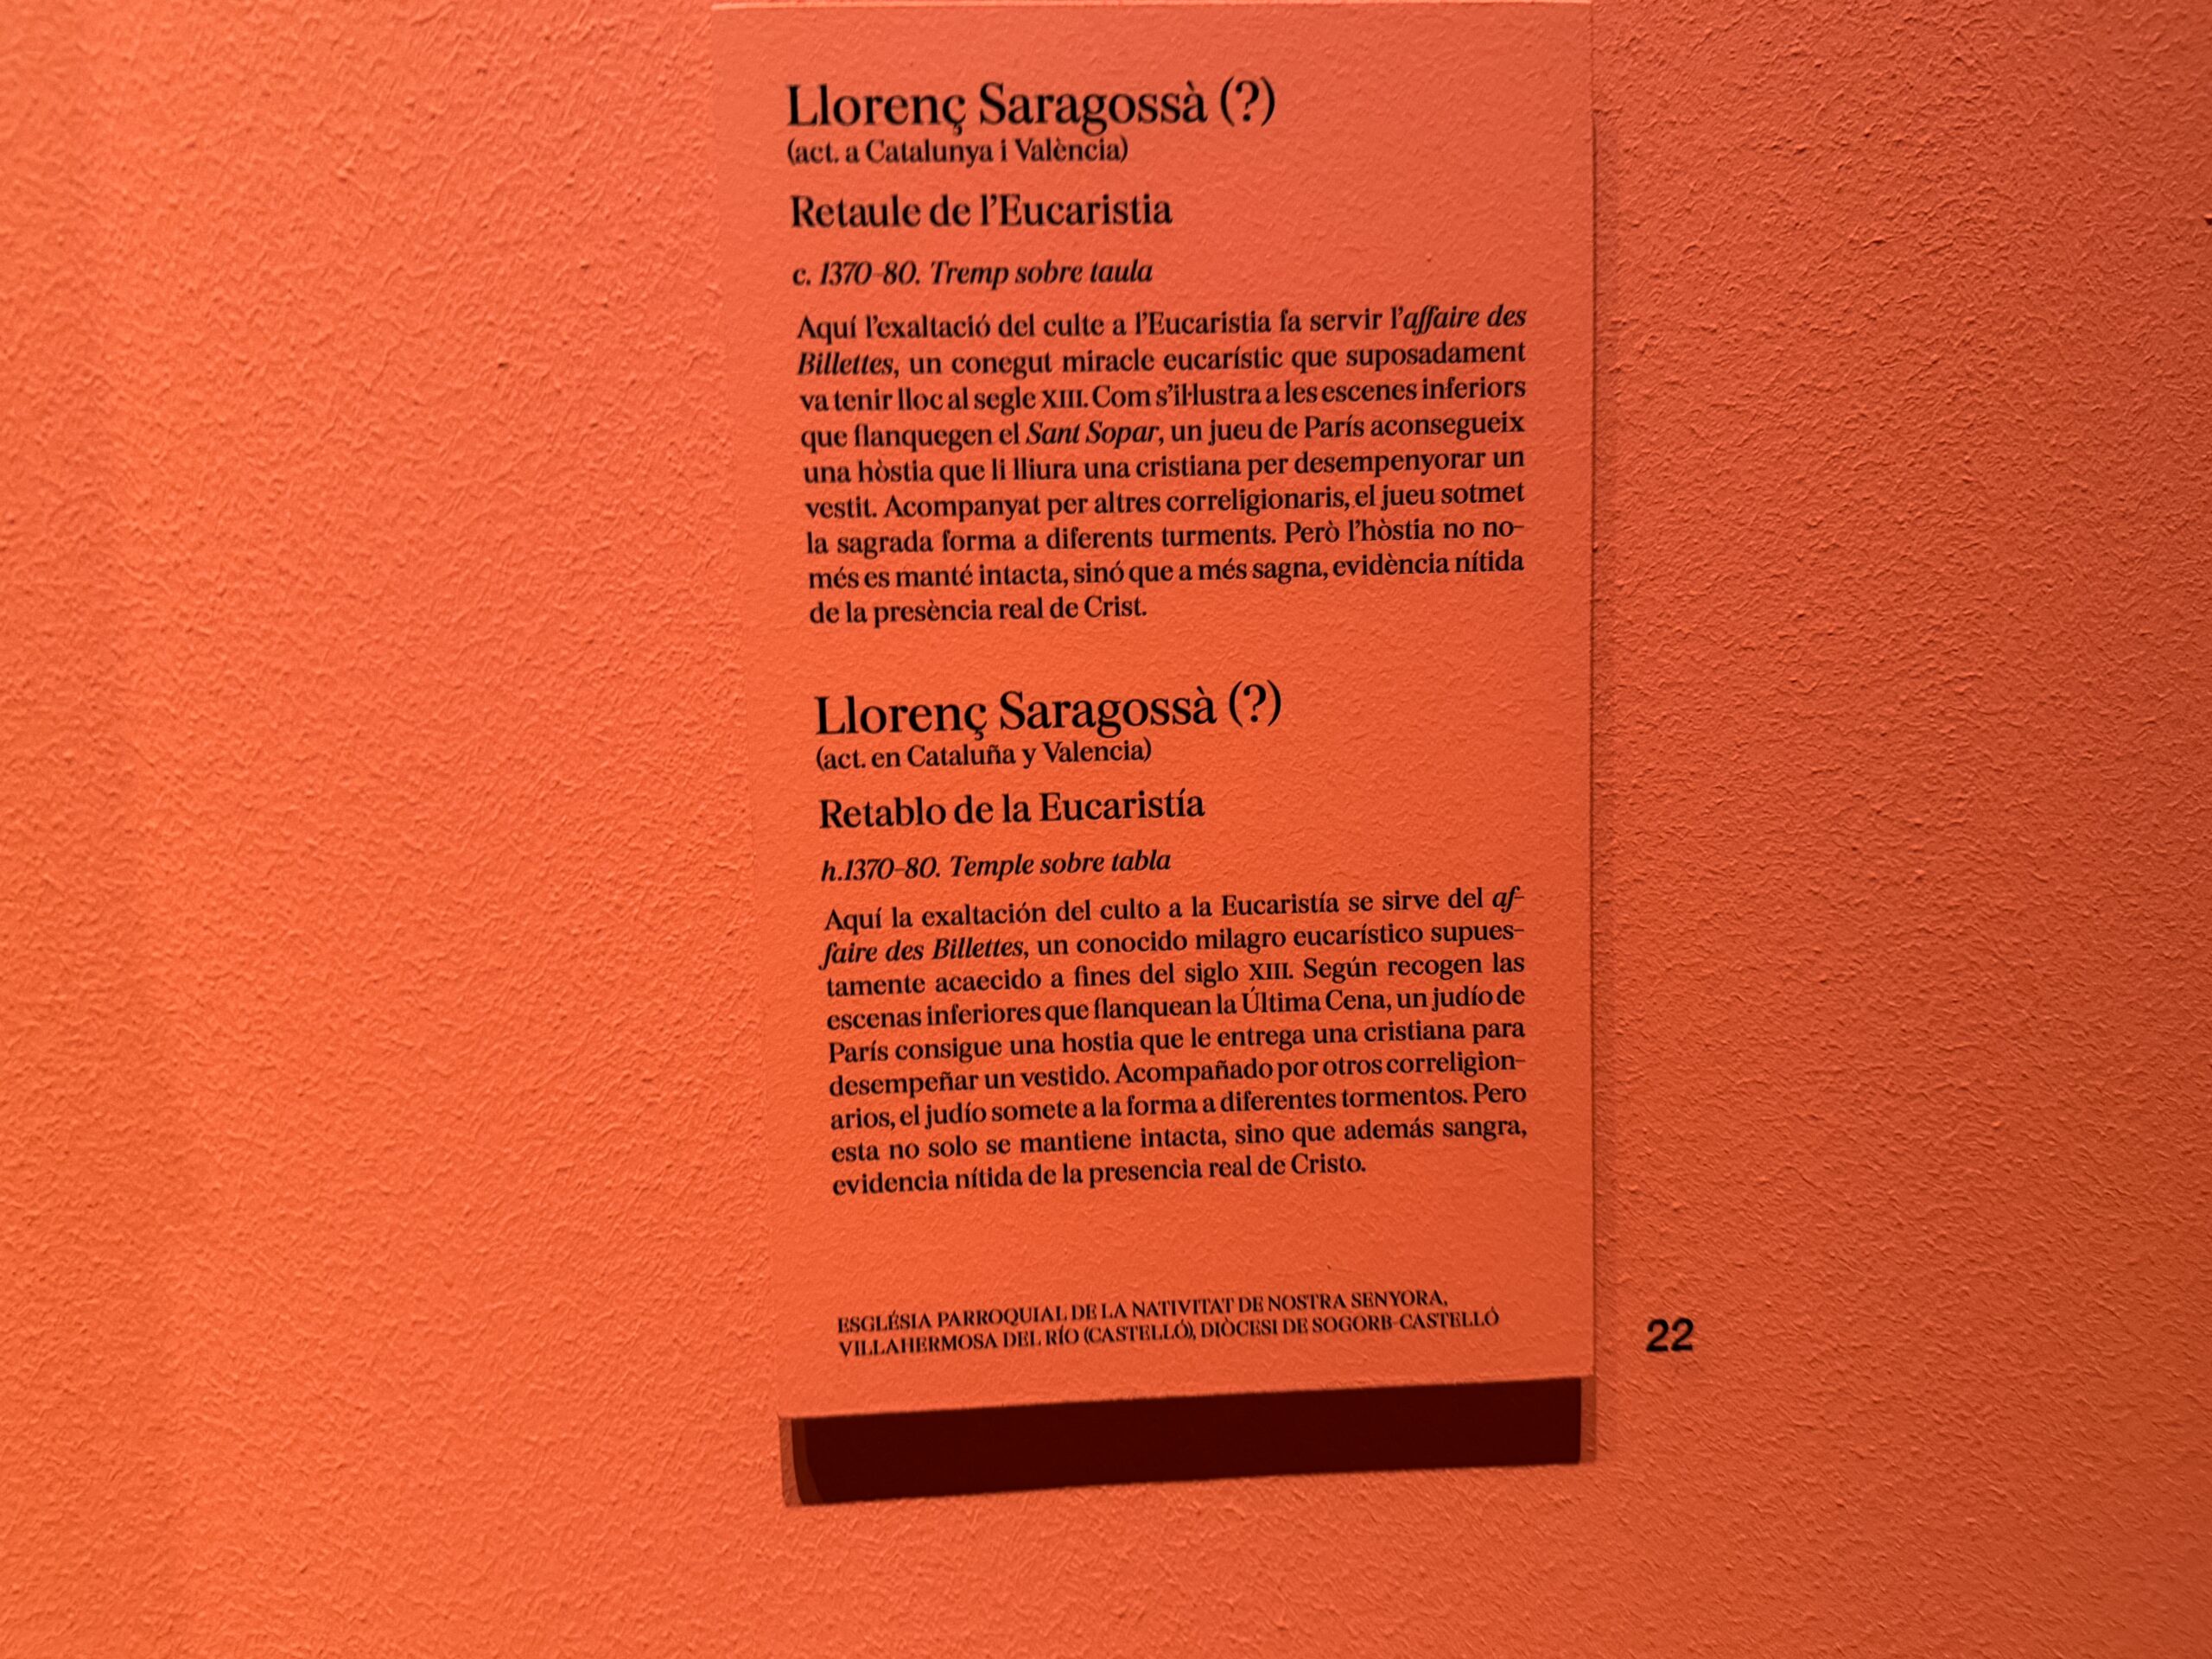 Llorenç Saragossà (?)
(act. a Catalunya i València)
Retaule de l’Eucaristia
c. 1370-80. Tremp sobre taula
Aquí l’exaltació del culte a l’Eucaristia fa servir l’affaire des
Billettes, un conegut miracle eucarístic que suposadament
va tenir lloc al segle XIII. Com s’il·lustra a les escenes inferiors
que flanquegen el Sant Sopar, un jueu de París aconsegueix
una hòstia que li lliura una cristiana per desempenyorar un
vestit. Acompanyat per altres correligionaris, el jueu sotmet
la sagrada forma a diferents turments. Però l’hòstia no no-
més es manté intacta, sinó que a més sagna, evidència nítida
de la presència real de Crist.
Llorenç Saragossà (?)
(act. en Cataluña y Valencia)
Retablo de la Eucaristía
h.1370-80. Temple sobre tabla
Aquí la exaltación del culto a la Eucaristía se sirve del af-
faire des Billettes, un conocido milagro eucarístico supues-
tamente acaecido a fines del siglo XIII. Según recogen las
escenas inferiores que flanquean la Última Cena, un judío de
París consigue una hostia que le entrega una cristiana para
desempeñar un vestido. Acompañado por otros correligion-
arios, el judío somete a la forma a diferentes tormentos. Pero
esta no solo se mantiene intacta, sino que además sangra,
evidencia nítida de la presencia real de Cristo.
ESGLÉSIA PARROQUIAL DE LA NATIVITAT DE NOSTRA SENYORA,
VILLAHERMOSA DEL RÍO (CASTELLÓ), DIÒCESI DE SOGORB-CASTELLÓ
22